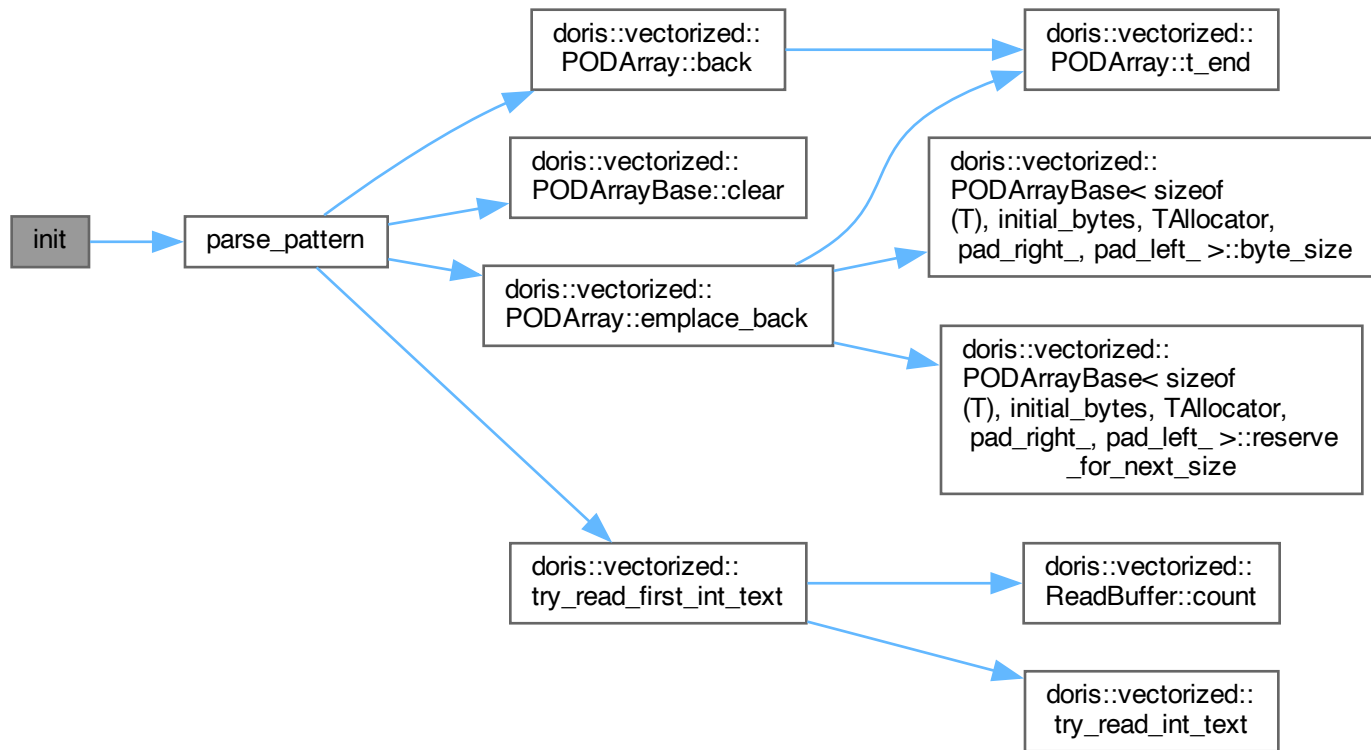 init
parse_pattern
doris::vectorized::
PODArray::back
doris::vectorized::
PODArray::t_end
doris::vectorized::
PODArrayBase::clear
doris::vectorized::
PODArray::emplace_back
doris::vectorized::
PODArrayBase< sizeof
(T), initial_bytes, TAllocator,
pad_right_, pad_left_ >::byte_size
doris::vectorized::
PODArrayBase< sizeof
(T), initial_bytes, TAllocator,
pad_right_, pad_left_ >::reserve
_for_next_size
doris::vectorized::
try_read_first_int_text
doris::vectorized::
ReadBuffer::count
doris::vectorized::
try_read_int_text